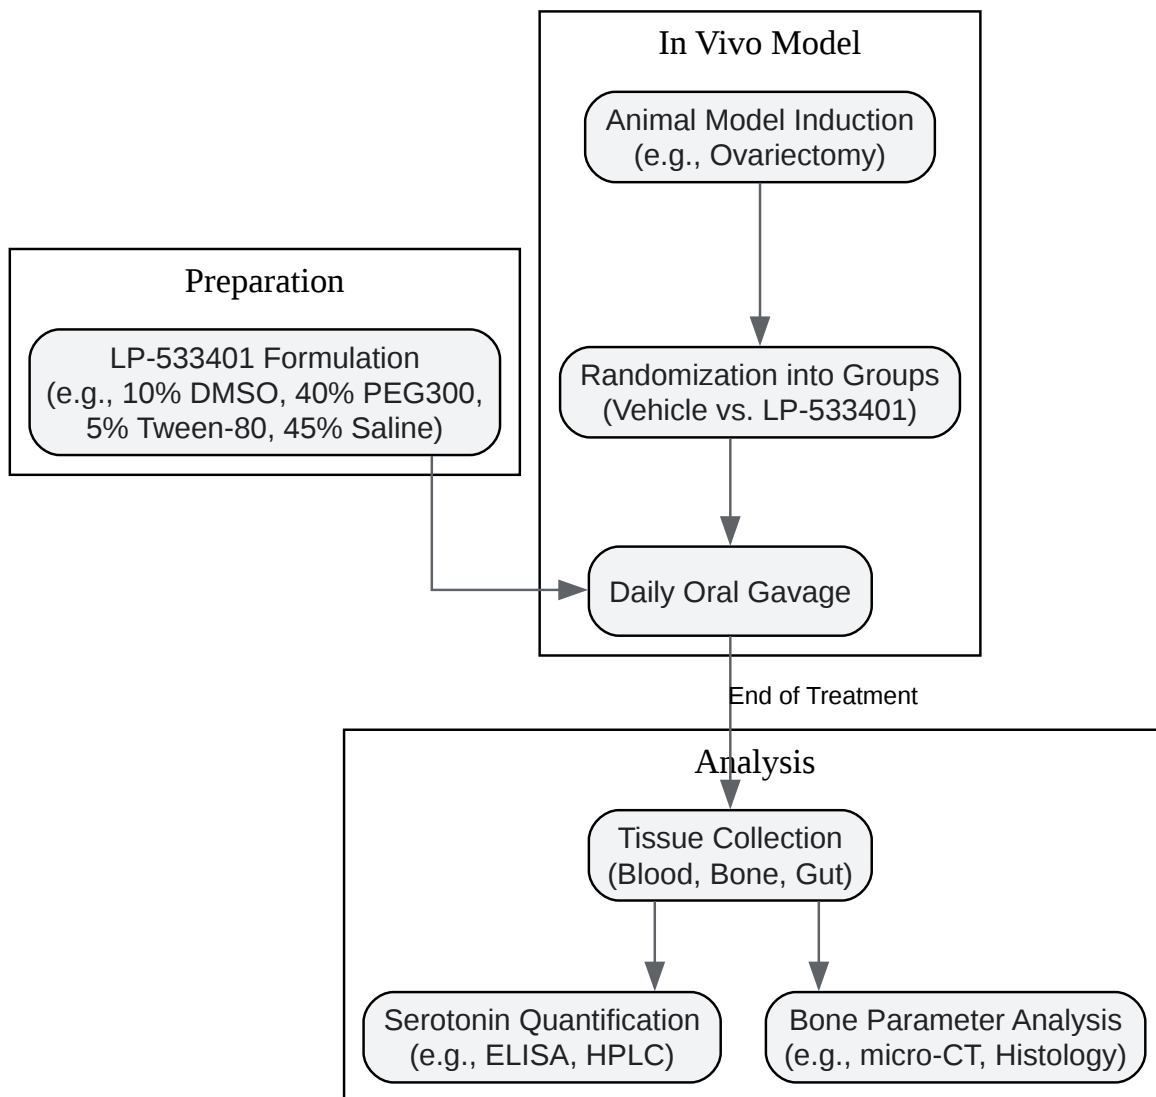 In Vivo Model
Animal Model Induction
(e.g., Ovariectomy)
Preparation
LP-533401 Formulation
(e.g., 10% DMSO, 40% PEG300,
5% Tween-80, 45% Saline)
Randomization into Groups
(Vehicle vs. LP-533401)
Daily Oral Gavage
End of Treatment
Analysis
Tissue Collection
(Blood, Bone, Gut)
Serotonin Quantification
(e.g., ELISA, HPLC)
Bone Parameter Analysis
(e.g., micro-CT, Histology)